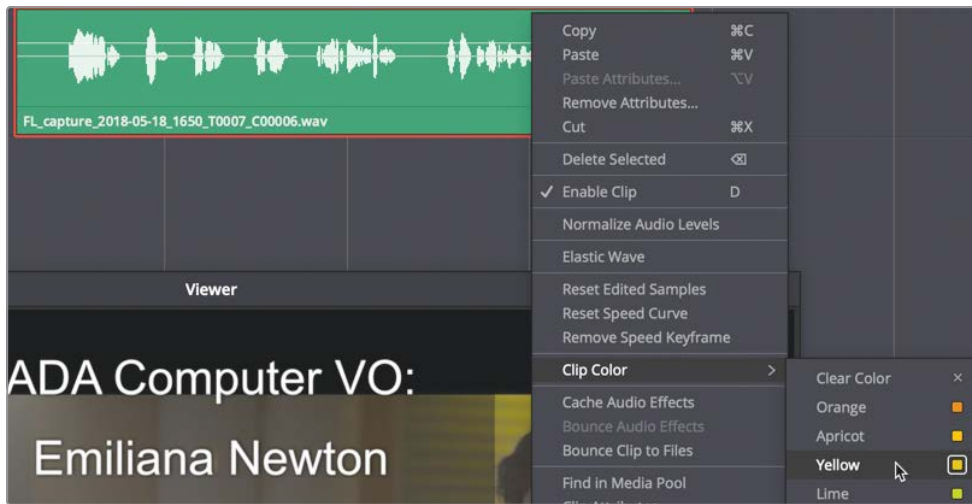 FL_capture_2018-05-18_1650_T0007_C00006.wav
Copy ⌘C
Paste ⌘V
Paste Attributes... ⌥V
Remove Attributes...
Cut ⌘X
Delete Selected ⌫
✓ Enable Clip D
Normalize Audio Levels
Elastic Wave
Reset Edited Samples
Reset Speed Curve
Remove Speed Keyframe
Clip Color >
Cache Audio Effects
Bounce Audio Effects
Bounce Clip to Files
Find in Media Pool
Clear Color ×
Orange
Apricot
Yellow
Lime
Viewer
ADA Computer VO:
Emiliana Newton